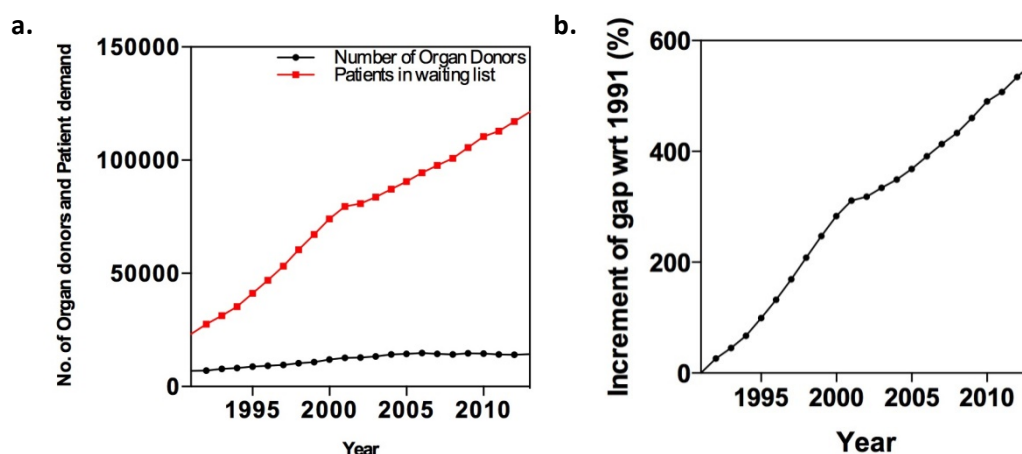 a.
No. of Organ donors and Patient demand
150000
100000
50000
0
Number of Organ Donors
Patients in waiting list
1995 2000 2005 2010
Year
b.
Increment of gap wrt 1991 (%)
600
400
200
0
1995 2000 2005 2010
Year